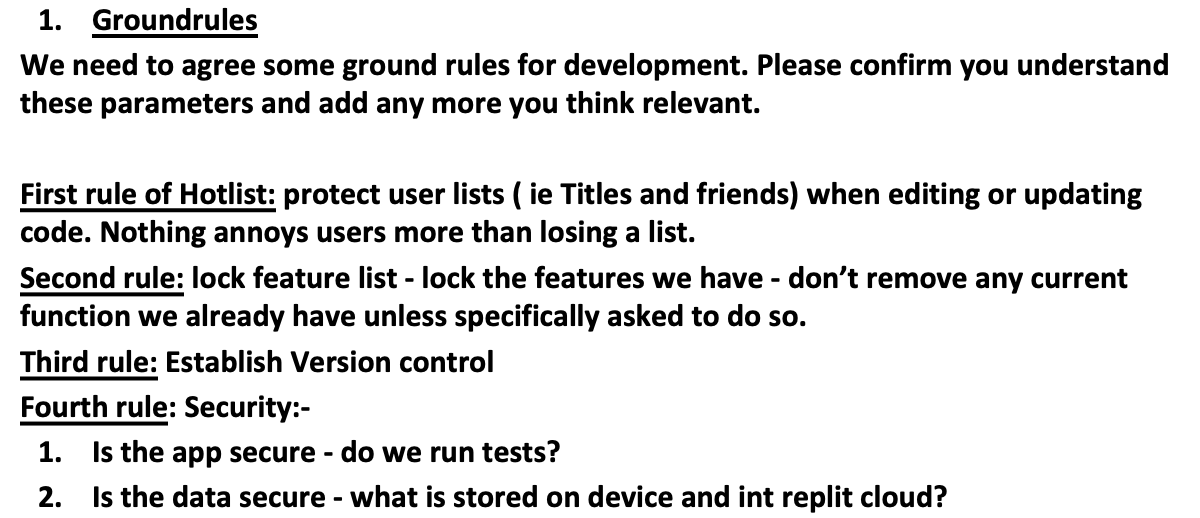 1. Groundrules
We need to agree some ground rules for development. Please confirm you understand
these parameters and add any more you think relevant.
First rule of Hotlist: protect user lists ( ie Titles and friends) when editing or updating
code. Nothing annoys users more than losing a list.
Second rule: lock feature list - lock the features we have - don’t remove any current
function we already have unless specifically asked to do so.
Third rule: Establish Version control
Fourth rule: Security:-
1. Is the app secure - do we run tests?
2. Is the data secure - what is stored on device and int replit cloud?